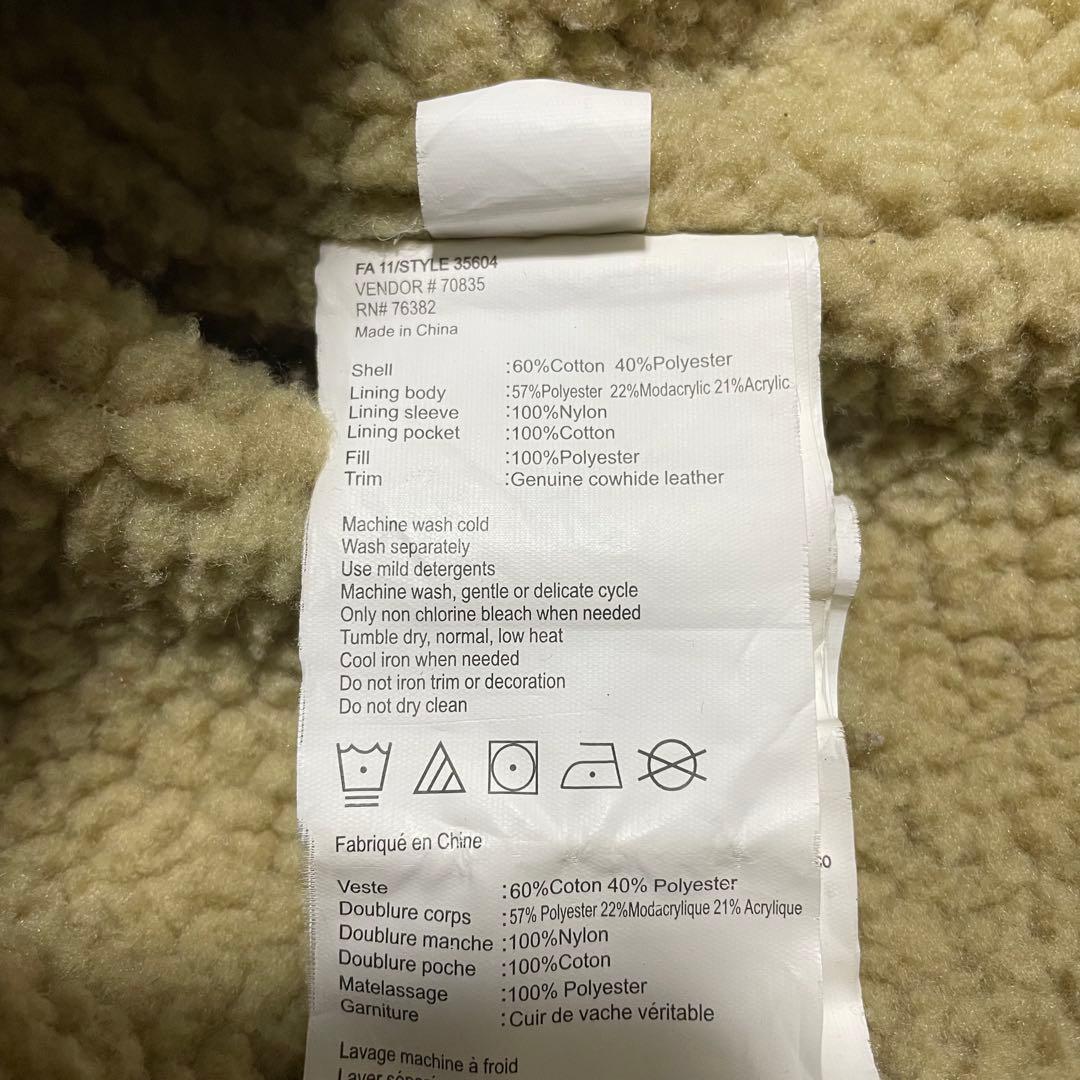 FA 11/STYLE 35604
VENDOR # 70835
RN# 76382
Made in China
Shell :60%Cotton 40%Polyester
Lining body :57%Polyester 22%Modacrylic 21%Acrylic
Lining sleeve :100%Nylon
Lining pocket :100%Cotton
Fill :100%Polyester
Trim :Genuine cowhide leather
Machine wash cold
Wash separately
Use mild detergents
Machine wash, gentle or delicate cycle
Only non chlorine bleach when needed
Tumble dry, normal, low heat
Cool iron when needed
Do not iron trim or decoration
Do not dry clean
Fabriqué en Chine
Veste :60%Coton 40% Polyester
Doublure corps :57% Polyester 22%Modacrylique 21% Acrylique
Doublure manche :100%Nylon
Doublure poche :100%Coton
Matelassage :100% Polyester
Garniture :Cuir de vache véritable
Lavage machine à froid
Laver